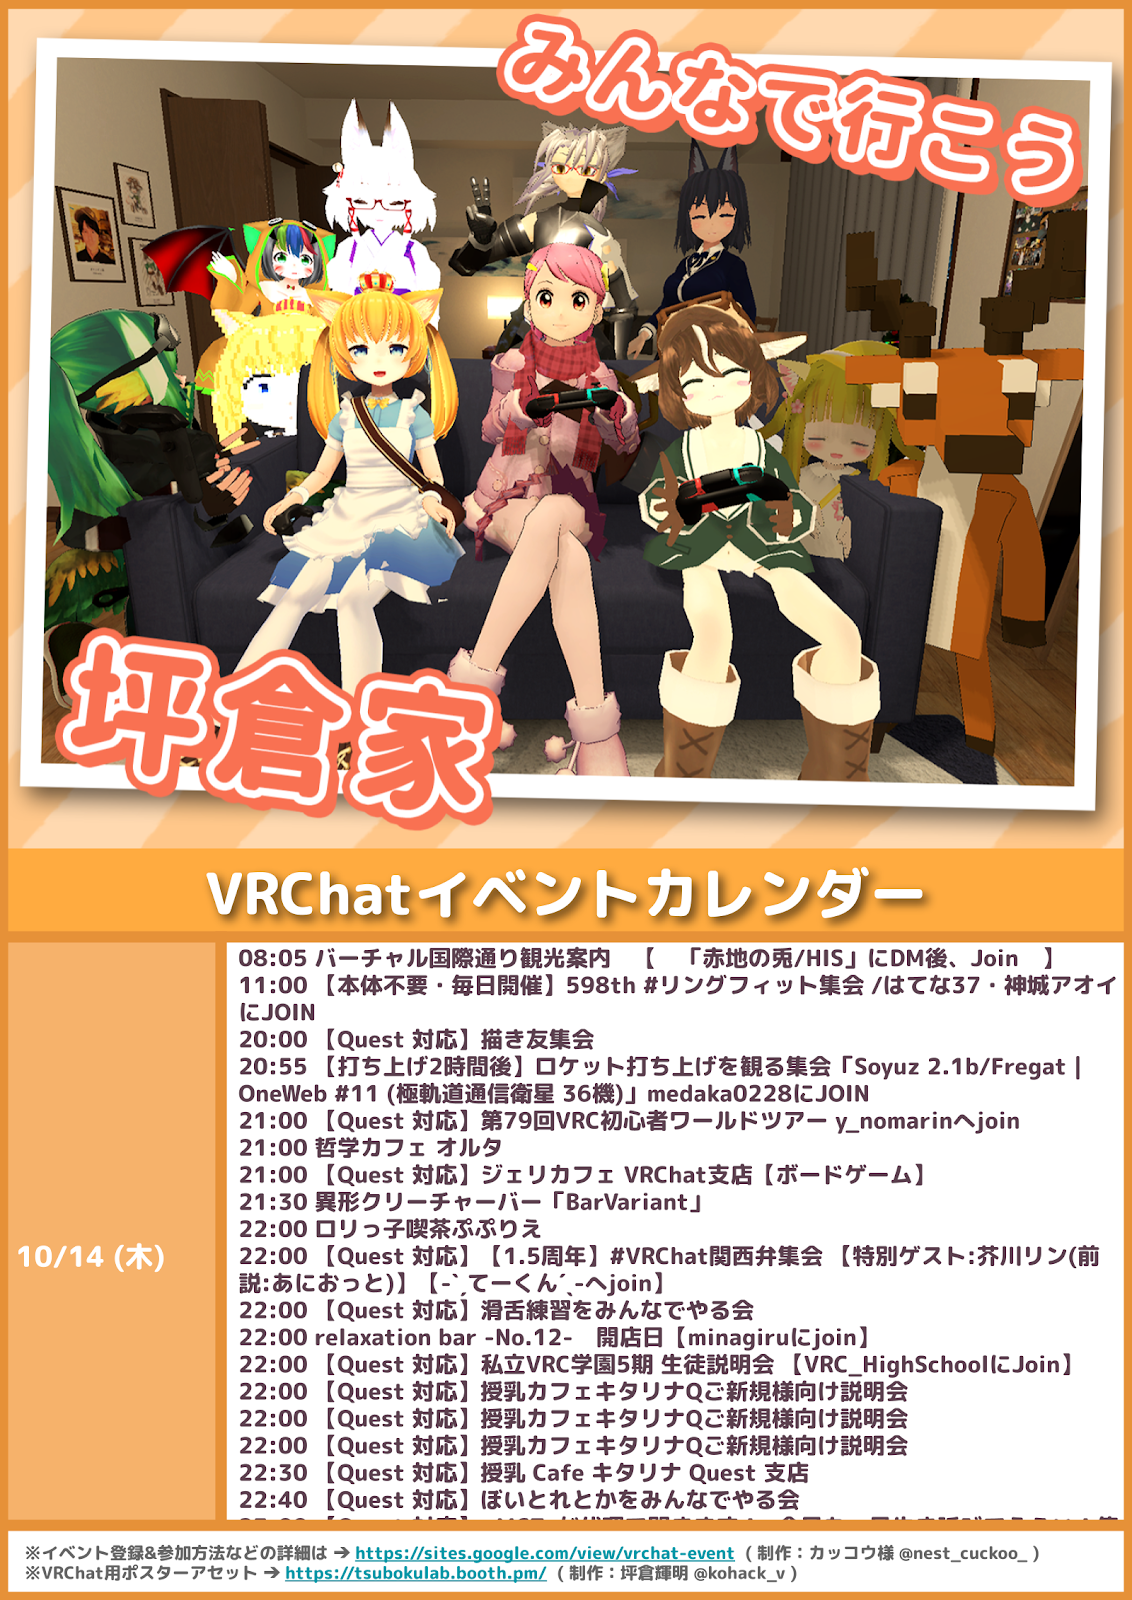 みんなで行こう
坪倉家
VRChatイベントカレンダー
10/14 (木)
08:05 バーチャル国際通り観光案内　【　「赤地の兎/HIS」にDM後、Join　】
11:00 【本体不要・毎日開催】598th #リングフィット集会 /はてな37・神城アオイ
にJOIN
20:00 【Quest 対応】描き友集会
20:55 【打ち上げ2時間後】ロケット打ち上げを観る集会「Soyuz 2.1b/Fregat |
OneWeb #11 (極軌道通信衛星 36機)」medaka0228にJOIN
21:00 【Quest 対応】第79回VRC初心者ワールドツアー y_nomarinへjoin
21:00 哲学カフェ オルタ
21:00 【Quest 対応】ジェリカフェ VRChat支店【ボードゲーム】
21:30 異形クリーチャーバー「BarVariant」
22:00 ロリっ子喫茶ぷぷりえ
22:00 【Quest 対応】【1.5周年】#VRChat関西弁集会 【特別ゲスト:芥川リン(前
説:あにおっと)】【-ˋˏてーくんˊˎ-へjoin】
22:00 【Quest 対応】滑舌練習をみんなでやる会
22:00 relaxation bar -No.12-　開店日【minagiruにjoin】
22:00 【Quest 対応】私立VRC学園5期 生徒説明会 【VRC_HighSchoolにJoin】
22:00 【Quest 対応】授乳カフェキタリナQご新規様向け説明会
22:00 【Quest 対応】授乳カフェキタリナQご新規様向け説明会
22:00 【Quest 対応】授乳カフェキタリナQご新規様向け説明会
22:30 【Quest 対応】授乳 Cafe キタリナ Quest 支店
22:40 【Quest 対応】ぼいとれとかをみんなでやる会
※イベント登録&参加方法などの詳細は → https://sites.google.com/view/vrchat-event ( 制作：カッコウ様 @nest_cuckoo_ )
※VRChat用ポスターアセット → https://tsubokulab.booth.pm/ ( 制作：坪倉輝明 @kohack_v )